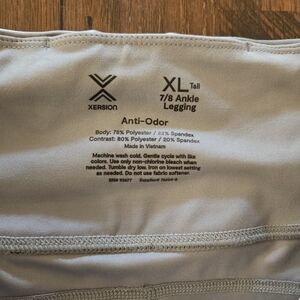 XERSION
XL Tall
7/8 Ankle
Legging
Anti-Odor
Body: 78% Polyester / 22% Spandex
Contrast: 80% Polyester / 20% Spandex
Made in Vietnam
Machine wash cold. Gentle cycle with like
colors. Use only non-chlorine bleach when
needed. Tumble dry low. Iron on lowest setting
as needed. Do not use fabric softener.